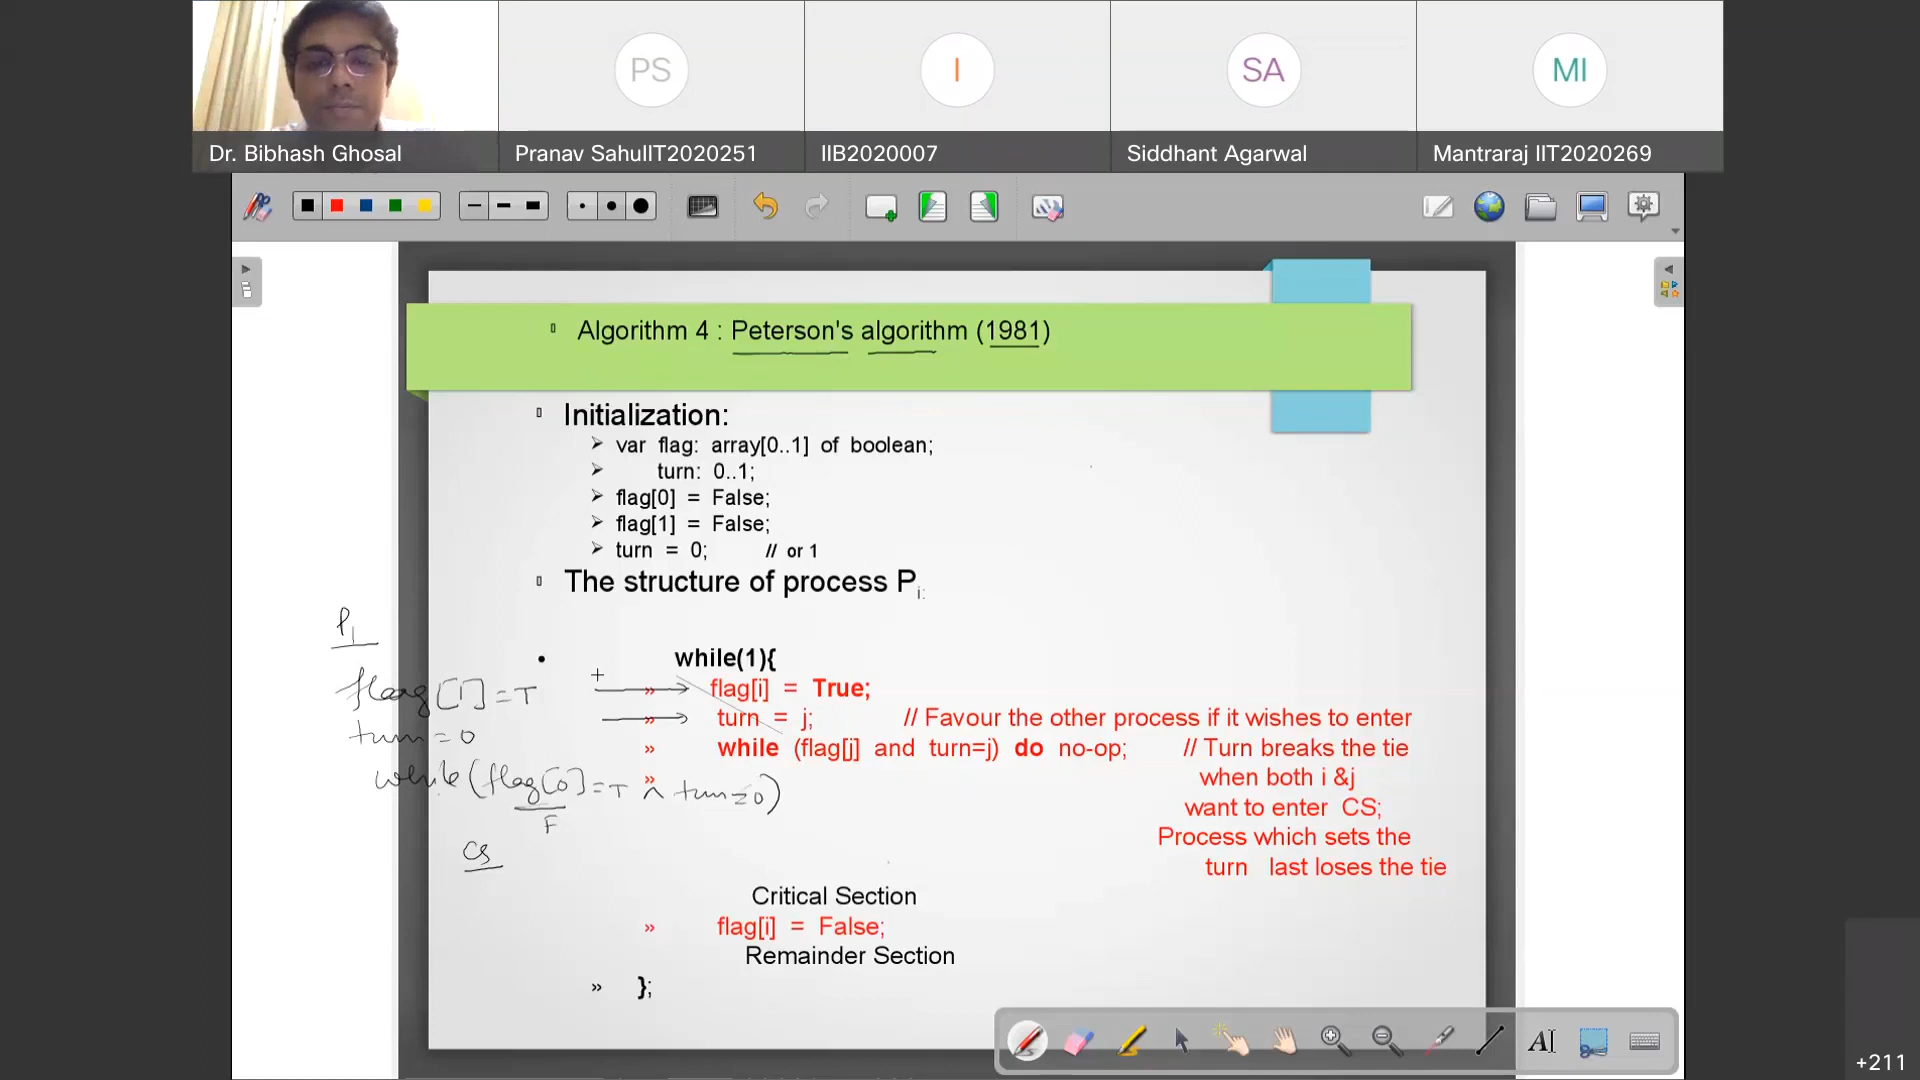 PS
I
SA
MI
Dr. Bibhash Ghosal
Pranav SahuIIT2020251
IIB2020007
Siddhant Agarwal
Mantraraj IIT2020269
Algorithm 4 : Peterson's algorithm (1981)
Initialization:
var flag: array[0..1] of boolean;
turn: 0..1;
flag[0] = False;
flag[1] = False;
turn = 0; // or 1
The structure of process Pi:
P1
while(1){
flag[1] = T
» flag[i] = True;
» turn = j; // Favour the other process if it wishes to enter
turn = 0
» while (flag[j] and turn=j) do no-op; // Turn breaks the tie
» when both i &j
while (flag[0] = T ∧ turn = 0)
F
want to enter CS;
Process which sets the
CS
turn last loses the tie
Critical Section
» flag[i] = False;
Remainder Section
» };
AI
+211